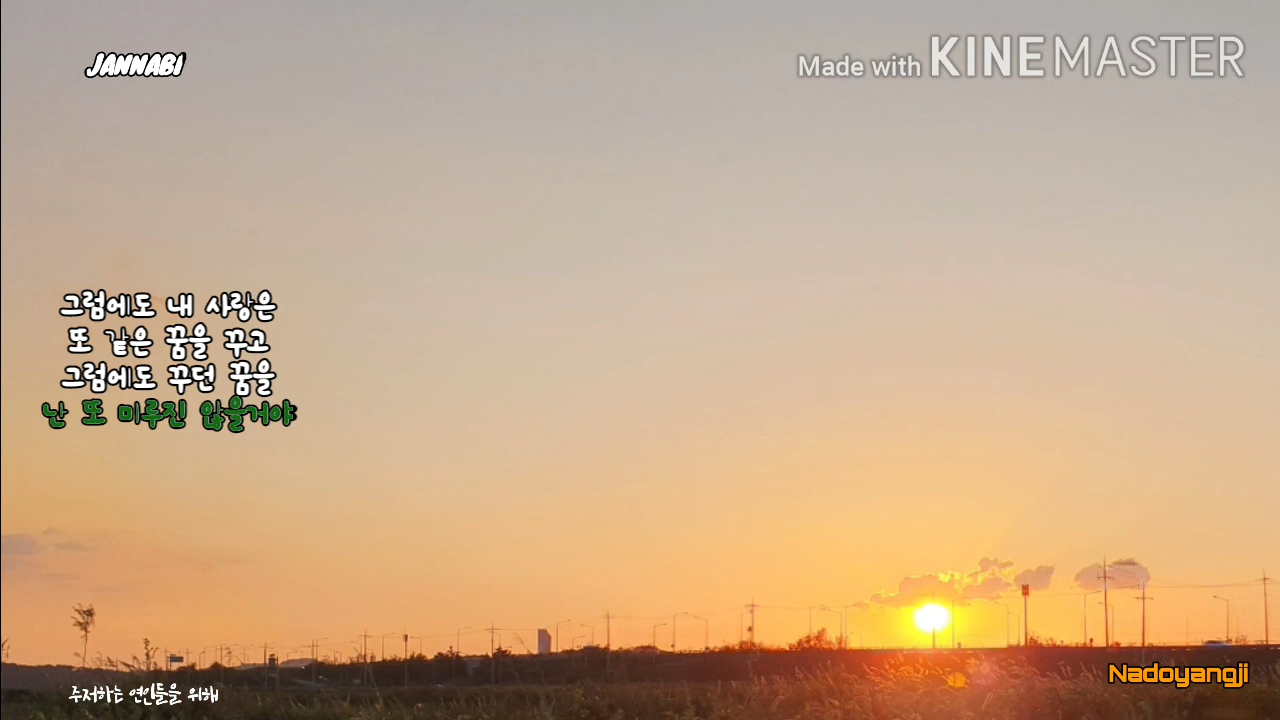 JANNABI
Made with KINEMASTER
그럼에도 내 사랑은
또 같은 꿈을 꾸고
그럼에도 꾸던 꿈을
난 또 미루진 않을거야
주저하는 연인들을 위해
Nadoyangji